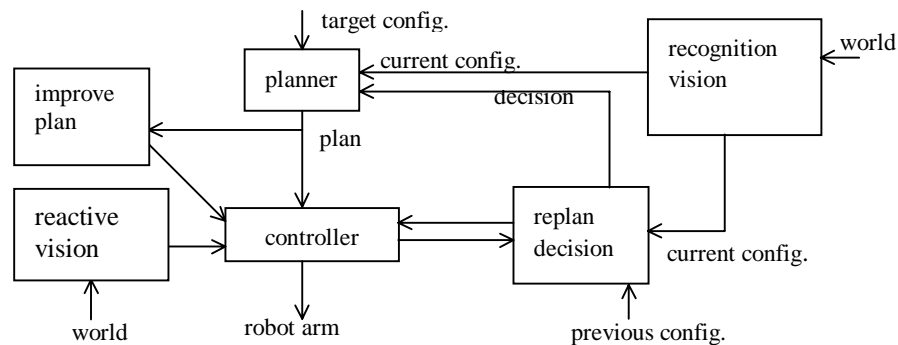 target config.
recognition
vision
world
planner
current config.
decision
improve
plan
plan
reactive
vision
controller
replan
decision
current config.
world
robot arm
previous config.